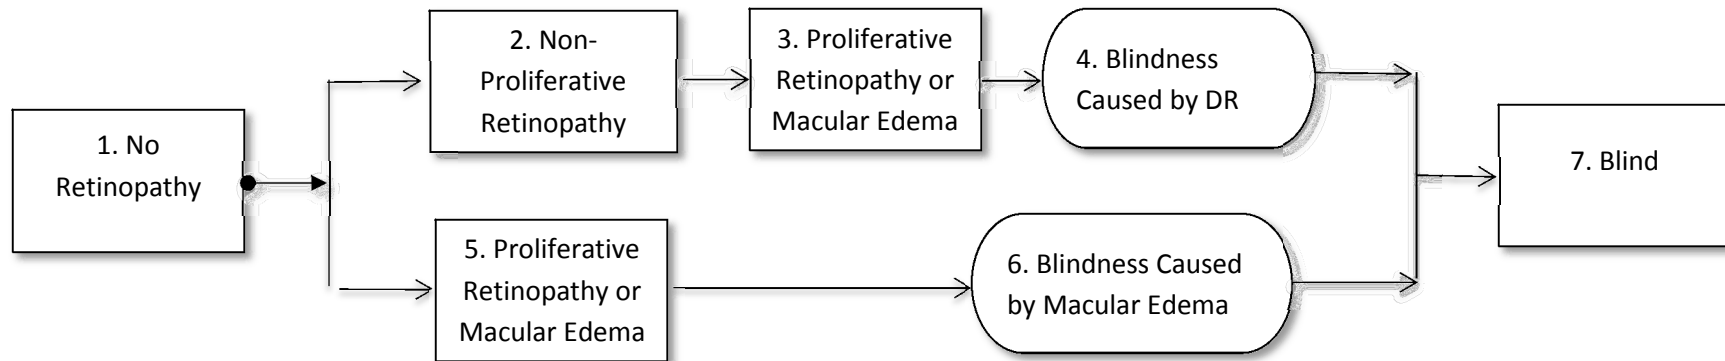 1. No
Retinopathy
2. Non-
Proliferative
Retinopathy
3. Proliferative
Retinopathy or
Macular Edema
4. Blindness
Caused by DR
5. Proliferative
Retinopathy or
Macular Edema
6. Blindness Caused
by Macular Edema
7. Blind